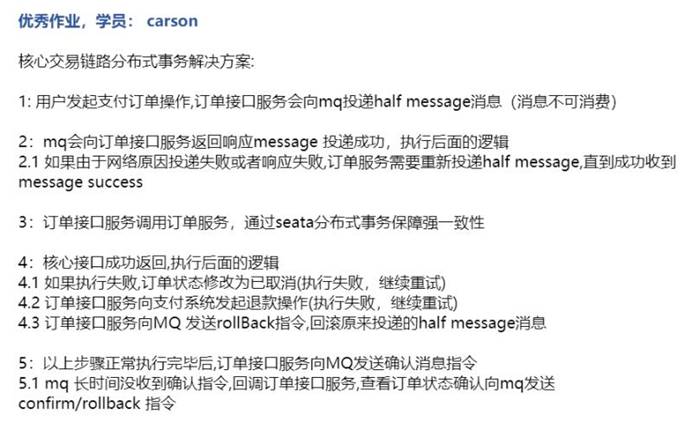 优秀作业，学员： carson
核心交易链路分布式事务解决方案:
1: 用户发起支付订单操作,订单接口服务会向mq投递half message消息（消息不可消费）
2：mq会向订单接口服务返回响应message 投递成功，执行后面的逻辑
2.1 如果由于网络原因投递失败或者响应失败,订单服务需要重新投递half message,直到成功收到
message success
3：订单接口服务调用订单服务，通过seata分布式事务保障强一致性
4：核心接口成功返回,执行后面的逻辑
4.1 如果执行失败,订单状态修改为已取消(执行失败，继续重试)
4.2 订单接口服务向支付系统发起退款操作(执行失败，继续重试)
4.3 订单接口服务向MQ 发送rollBack指令,回滚原来投递的half message消息
5：以上步骤正常执行完毕后,订单接口服务向MQ发送确认消息指令
5.1 mq 长时间没收到确认指令,回调订单接口服务,查看订单状态确认向mq发送
confirm/rollback 指令